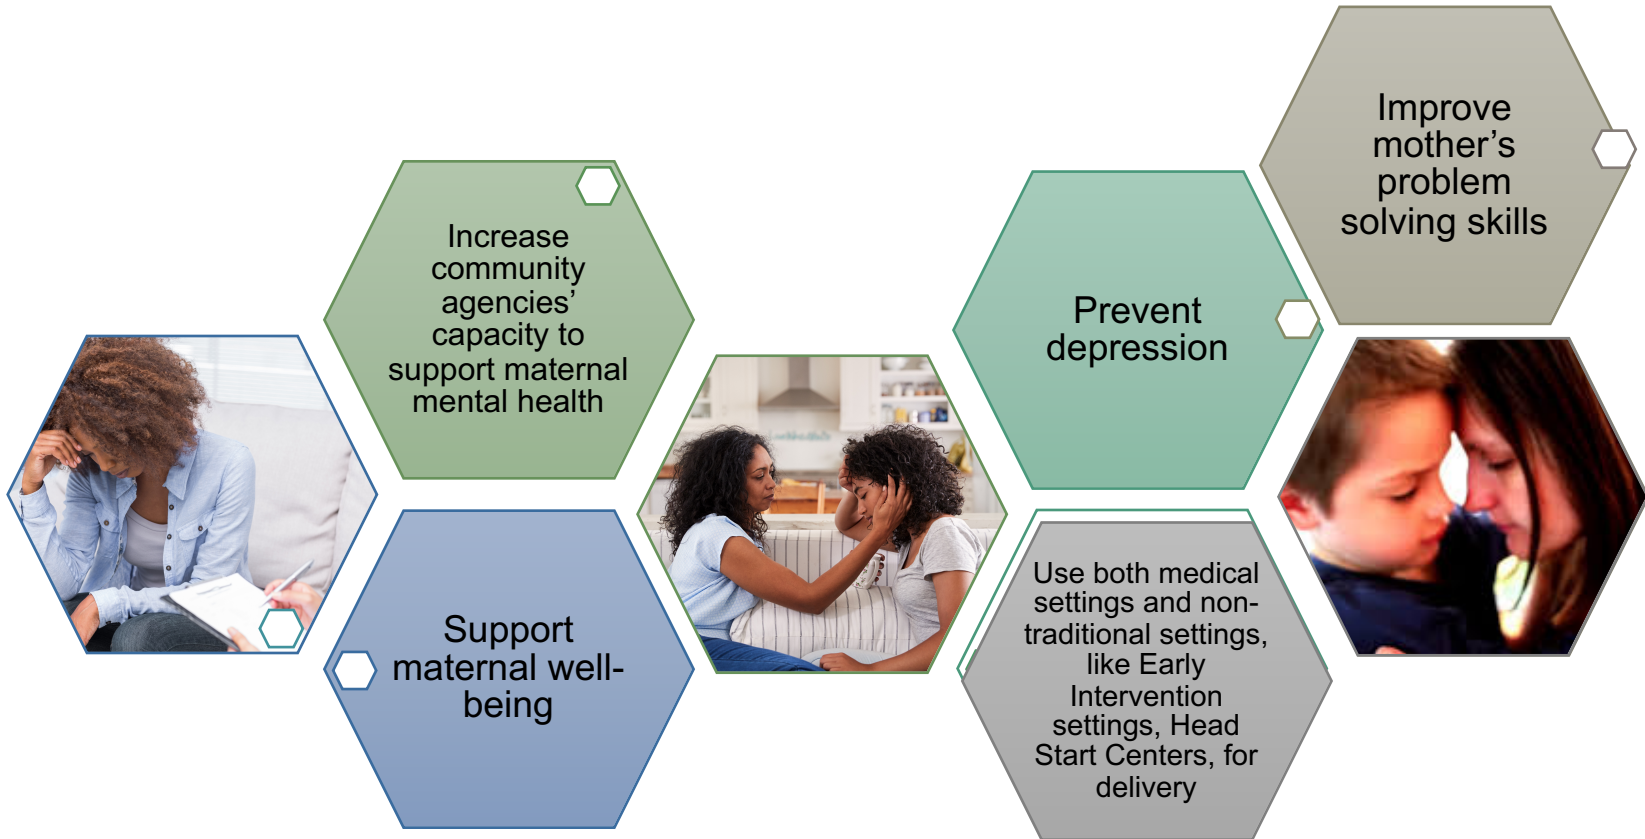 Increase
community
agencies’
capacity to
support maternal
mental health
Support
maternal well-
being
Prevent
depression
Use both medical
settings and non-
traditional settings,
like Early
Intervention
settings, Head
Start Centers, for
delivery
Improve
mother’s
problem
solving skills